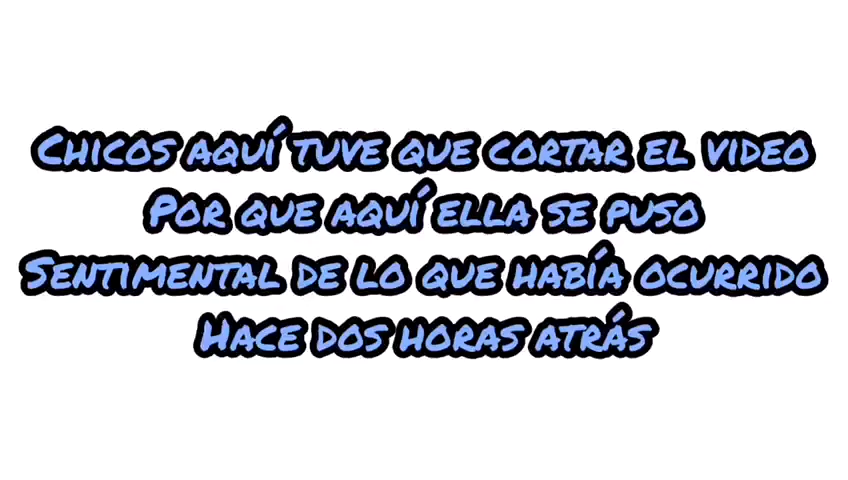 Chicos aquí tuve que cortar el video
Por que aquí ella se puso
Sentimental de lo que había ocurrido
Hace dos horas atrás